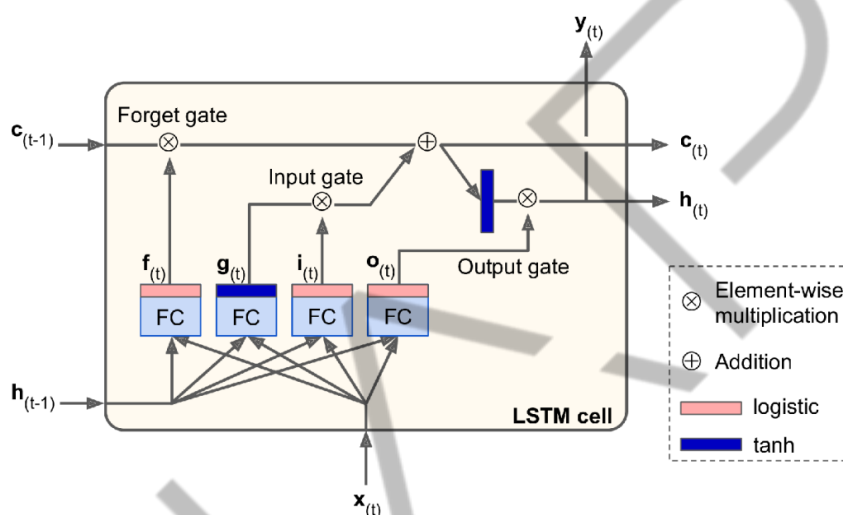 y(t)
Forget gate
c(t-1)
c(t)
Input gate
h(t)
f(t)
g(t)
i(t)
o(t)
Output gate
FC
FC
FC
FC
Element-wise
multiplication
Addition
h(t-1)
LSTM cell
logistic
tanh
x(t)